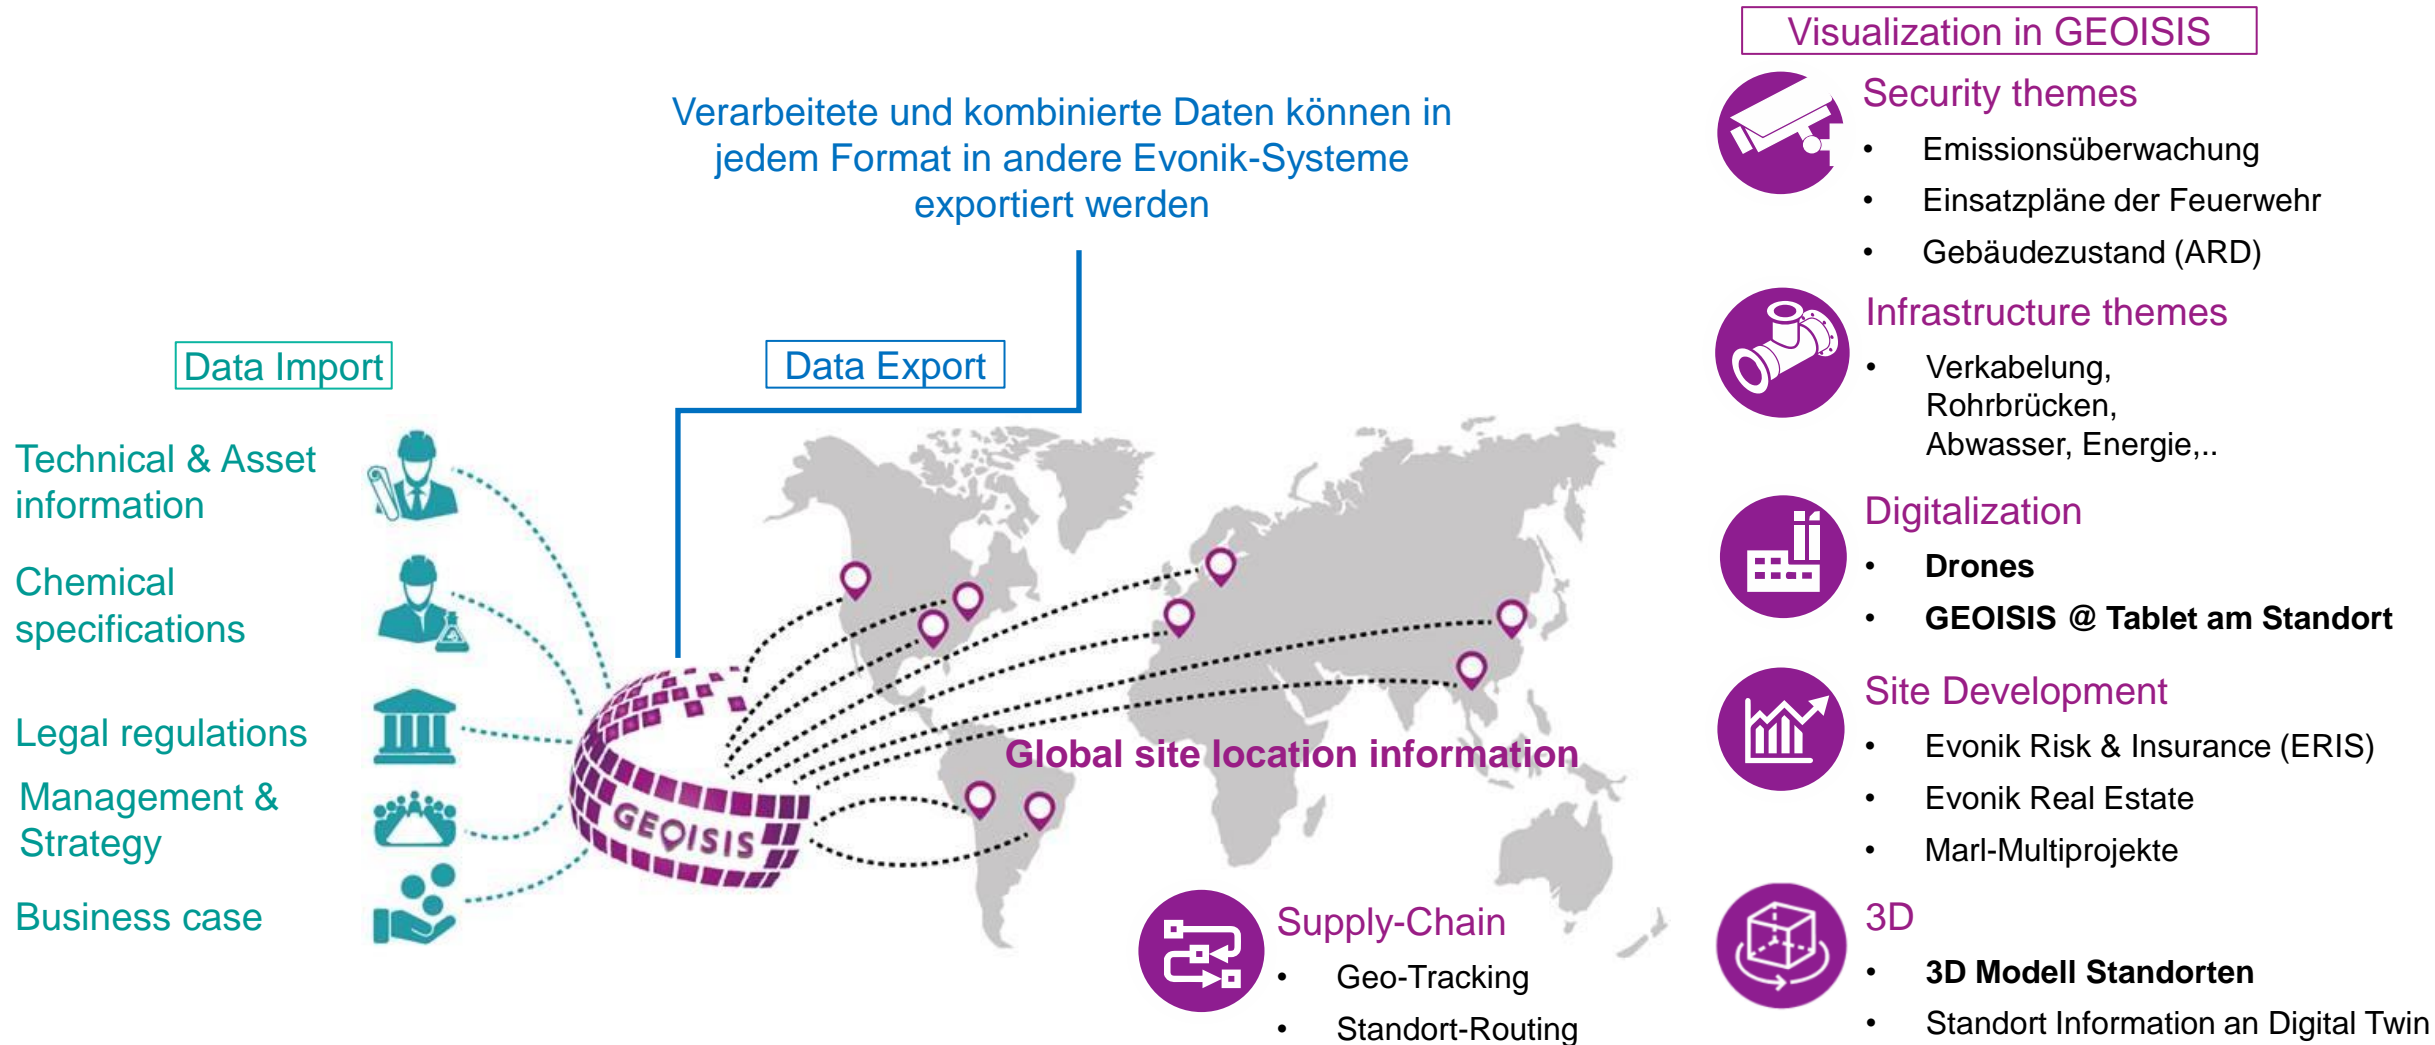 Verarbeitete und kombinierte Daten können in
jedem Format in andere Evonik-Systeme
exportiert werden
Data Import
Data Export
Technical & Asset
information
Chemical
specifications
Legal regulations
Management &
Strategy
Business case
GEOISIS
Global site location information
Supply-Chain
• Geo-Tracking
• Standort-Routing
Visualization in GEOISIS
Security themes
• Emissionsüberwachung
• Einsatzpläne der Feuerwehr
• Gebäudezustand (ARD)
Infrastructure themes
• Verkabelung,
Rohrbrücken,
Abwasser, Energie,..
Digitalization
• Drones
• GEOISIS @ Tablet am Standort
Site Development
• Evonik Risk & Insurance (ERIS)
• Evonik Real Estate
• Marl-Multiprojekte
3D
• 3D Modell Standorten
• Standort Information an Digital Twin